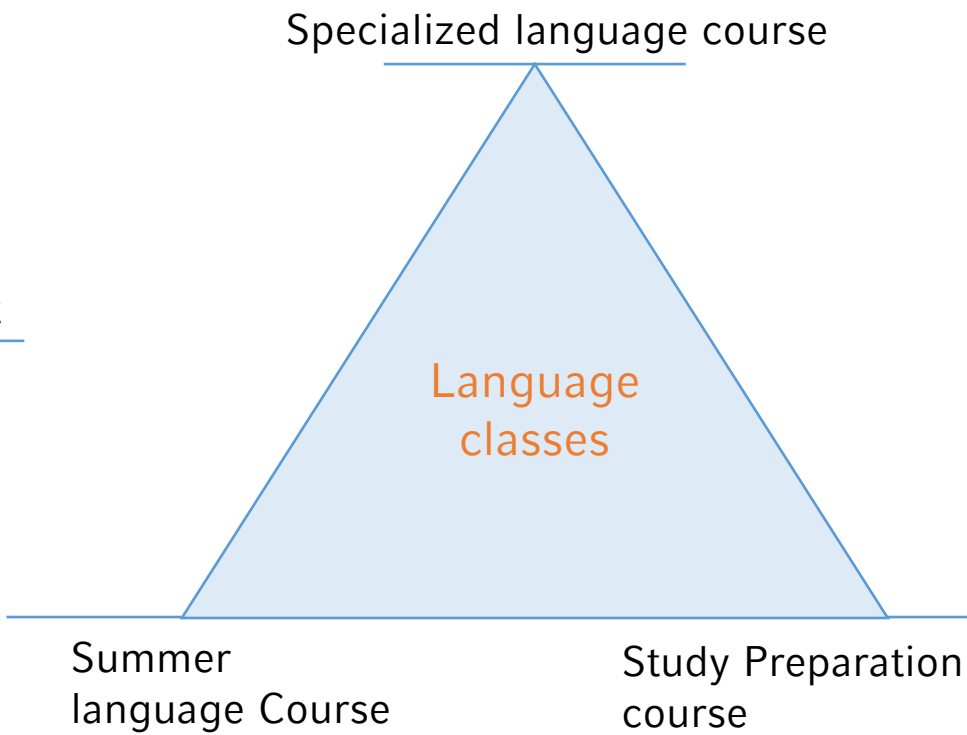 Specialized language course
Language
classes
Summer
language Course
Study Preparation
course